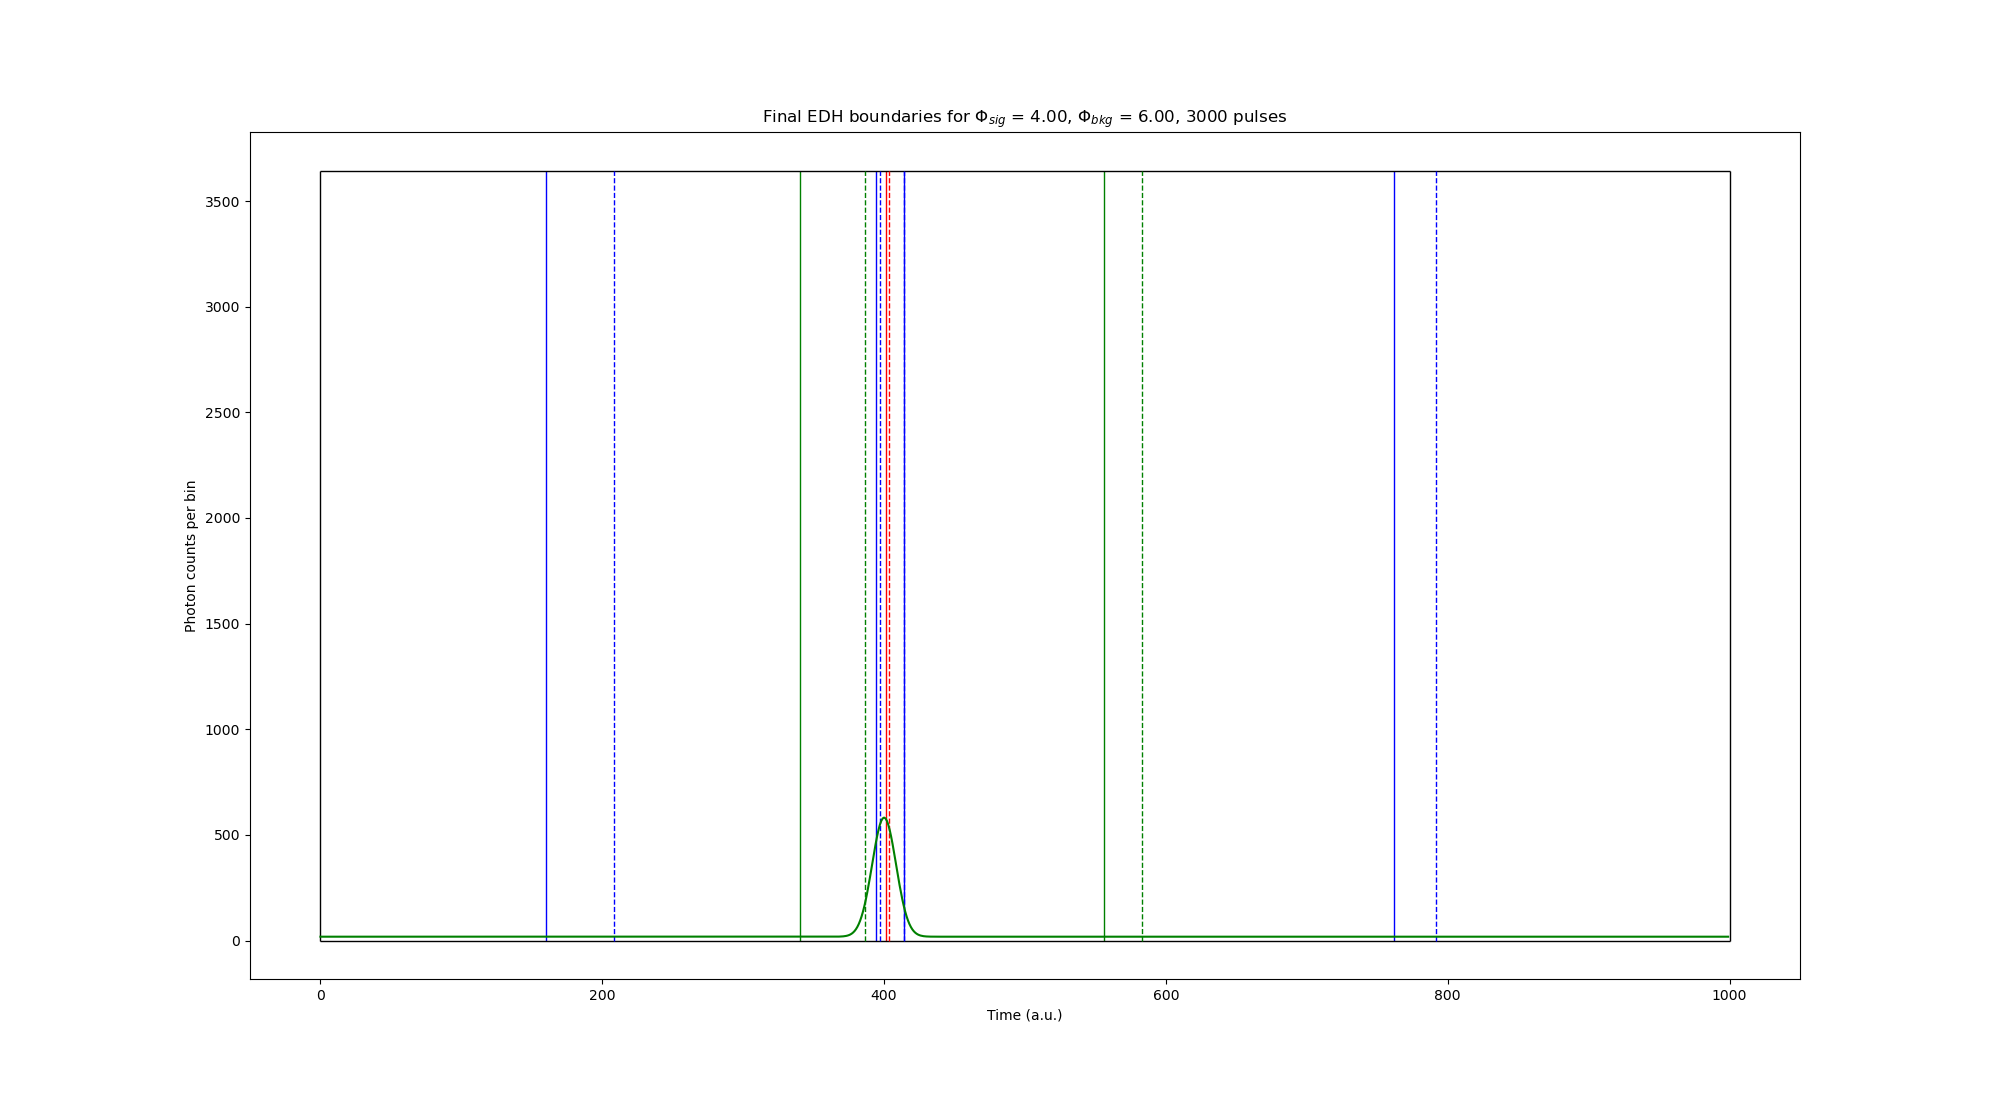 Final EDH boundaries for Φsig = 4.00, Φbkg = 6.00, 3000 pulses
Photon counts per bin
3500
3000
2500
2000
1500
1000
500
0
0 200 400 600 800 1000
Time (a.u.)